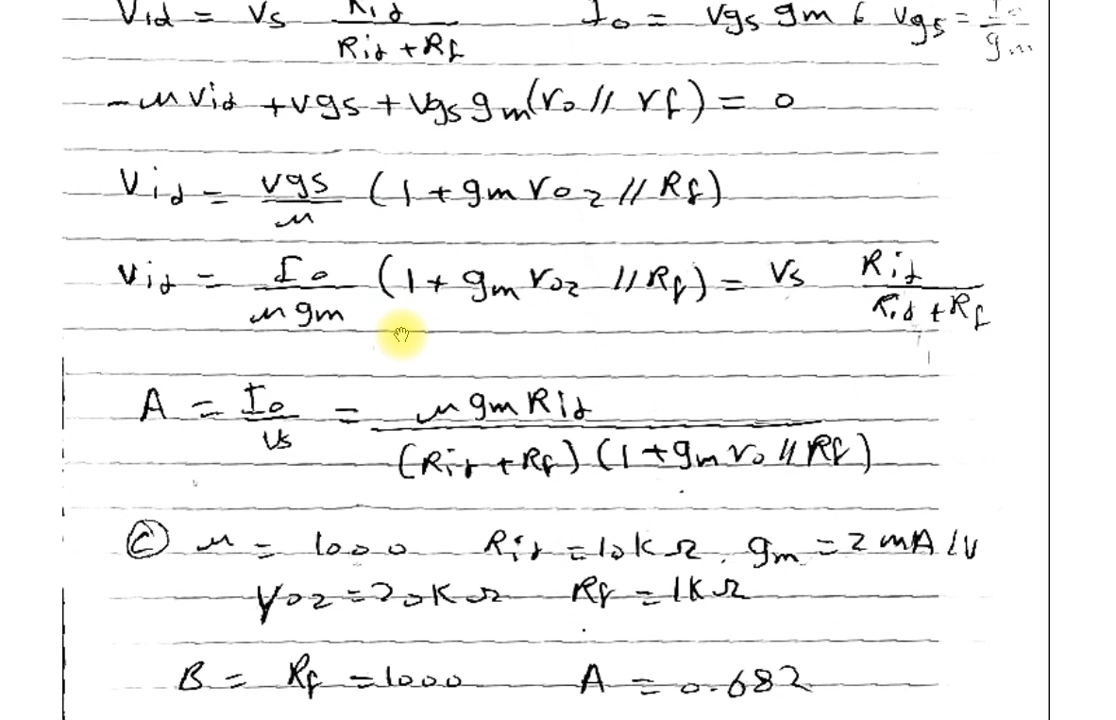 Vid = Vs Rid / (Rid + Rf) Io = Vgs gm & Vgs = Io / gm
-μ Vid + Vgs + Vgs gm (ro // rf) = 0
Vid = Vgs / μ (1 + gm ro2 // Rf)
Vid = Io / μ gm (1 + gm ro2 // Rf) = Vs Rid / (Rid + Rf)
A = Io / Vs = μ gm Rid / (Rid + Rf) (1 + gm ro // Rf)
© μ = 1000 Rid = 10KΩ, gm = 2 mA/V
ro2 = 20KΩ Rf = 1KΩ
B = Rf = 1000 A = 0.682